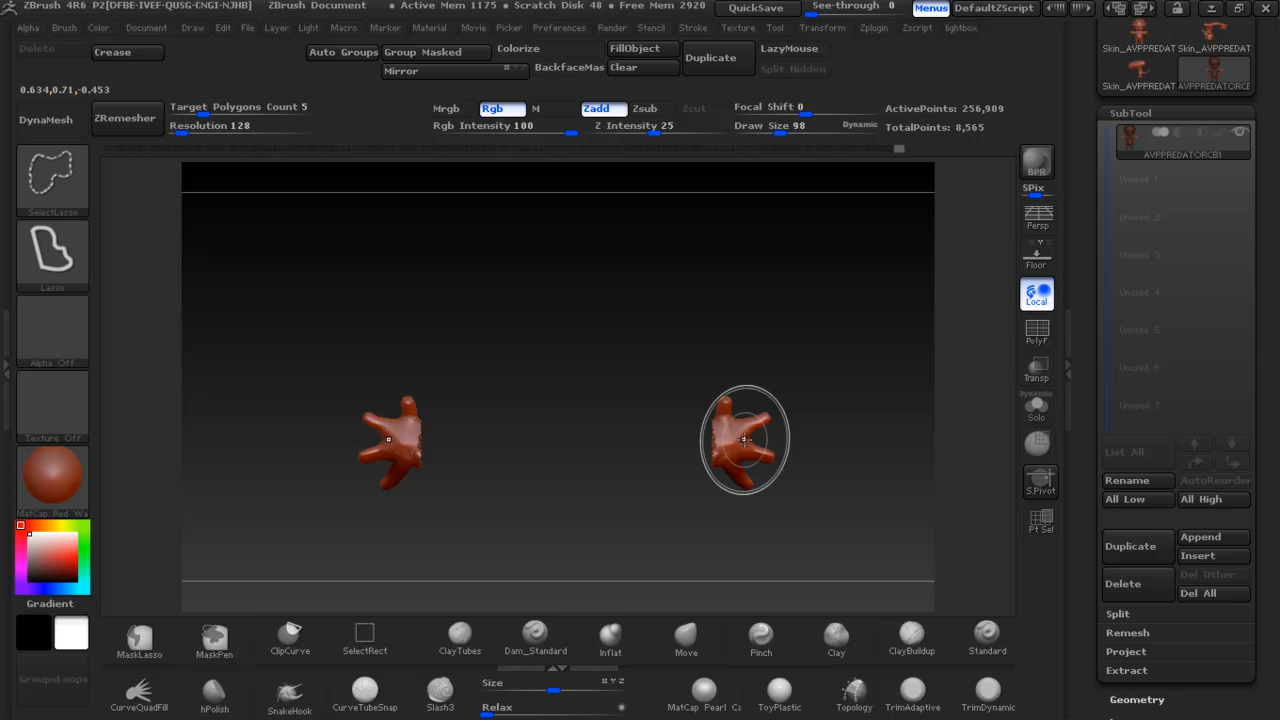 ZBrush 4R6 P2[DFBE-IVEF-QUSG-CNGI-NJHB] ZBrush Document • Active Mem 1175 • Scratch Disk 48 • Free Mem 2920 QuickSave See-through 0 Menus DefaultZScript
Alpha Brush Color Document Draw Edit File Layer Light Macro Marker Material Movie Picker Preferences Render Stencil Stroke Texture Tool Transform Zplugin Zscript lightbox
Delete Crease Auto Groups Group Masked Colorize FillObject LazyMouse
Mirror BackfaceMas Clear Duplicate Split Hidden
0.634,0.71,-0.453
DynaMesh ZRemesher Target Polygons Count 5 Mrgb Rgb M Zadd Zsub Zcut Focal Shift 0 ActivePoints: 256,909
Resolution 128 Rgb Intensity 100 Z Intensity 25 Draw Size 98 Dynamic TotalPoints: 8,565
SelectLasso
Lasso
Alpha Off
Texture Off
MatCap Red Wa
Gradient
GroupsLoops
BPR
SPix
Persp
Floor
Local
PolyF
Transp
Dynamic
Solo
S.Pivot
Pt Sel
Skin_AVPPREDAT Skin_AVPPREDAT
Skin_AVPPREDAT AVPPREDATORCE
SubTool
AVPPREDATORCB1
Unused 1
Unused 2
Unused 3
Unused 4
Unused 5
Unused 6
Unused 7
List All
Rename AutoReorder
All Low All High
Duplicate Append
Insert
Delete Del Other
Del All
Split
Remesh
Project
Extract
Geometry
MaskLasso MaskPen ClipCurve SelectRect ClayTubes Dam_Standard Inflat Move Pinch Clay ClayBuildup Standard
CurveQuadFill hPolish SnakeHook CurveTubeSnap Slash3 Size X Y Z MatCap Pearl Ca ToyPlastic Topology TrimAdaptive TrimDynamic
Relax